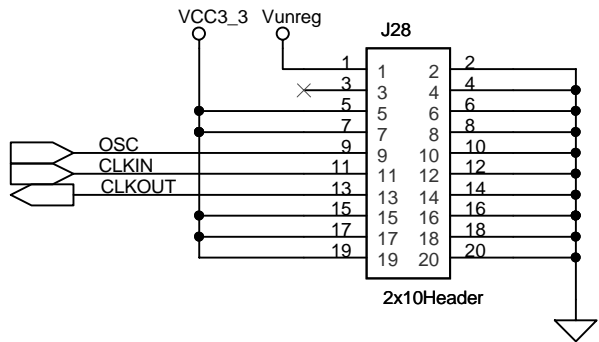 VCC3_3 Vunreg
J28
1 1 2 2
3 3 4 4
5 5 6 6
7 7 8 8
OSC 9 9 10 10
CLKIN 11 11 12 12
CLKOUT 13 13 14 14
15 15 16 16
17 17 18 18
19 19 20 20
2x10Header